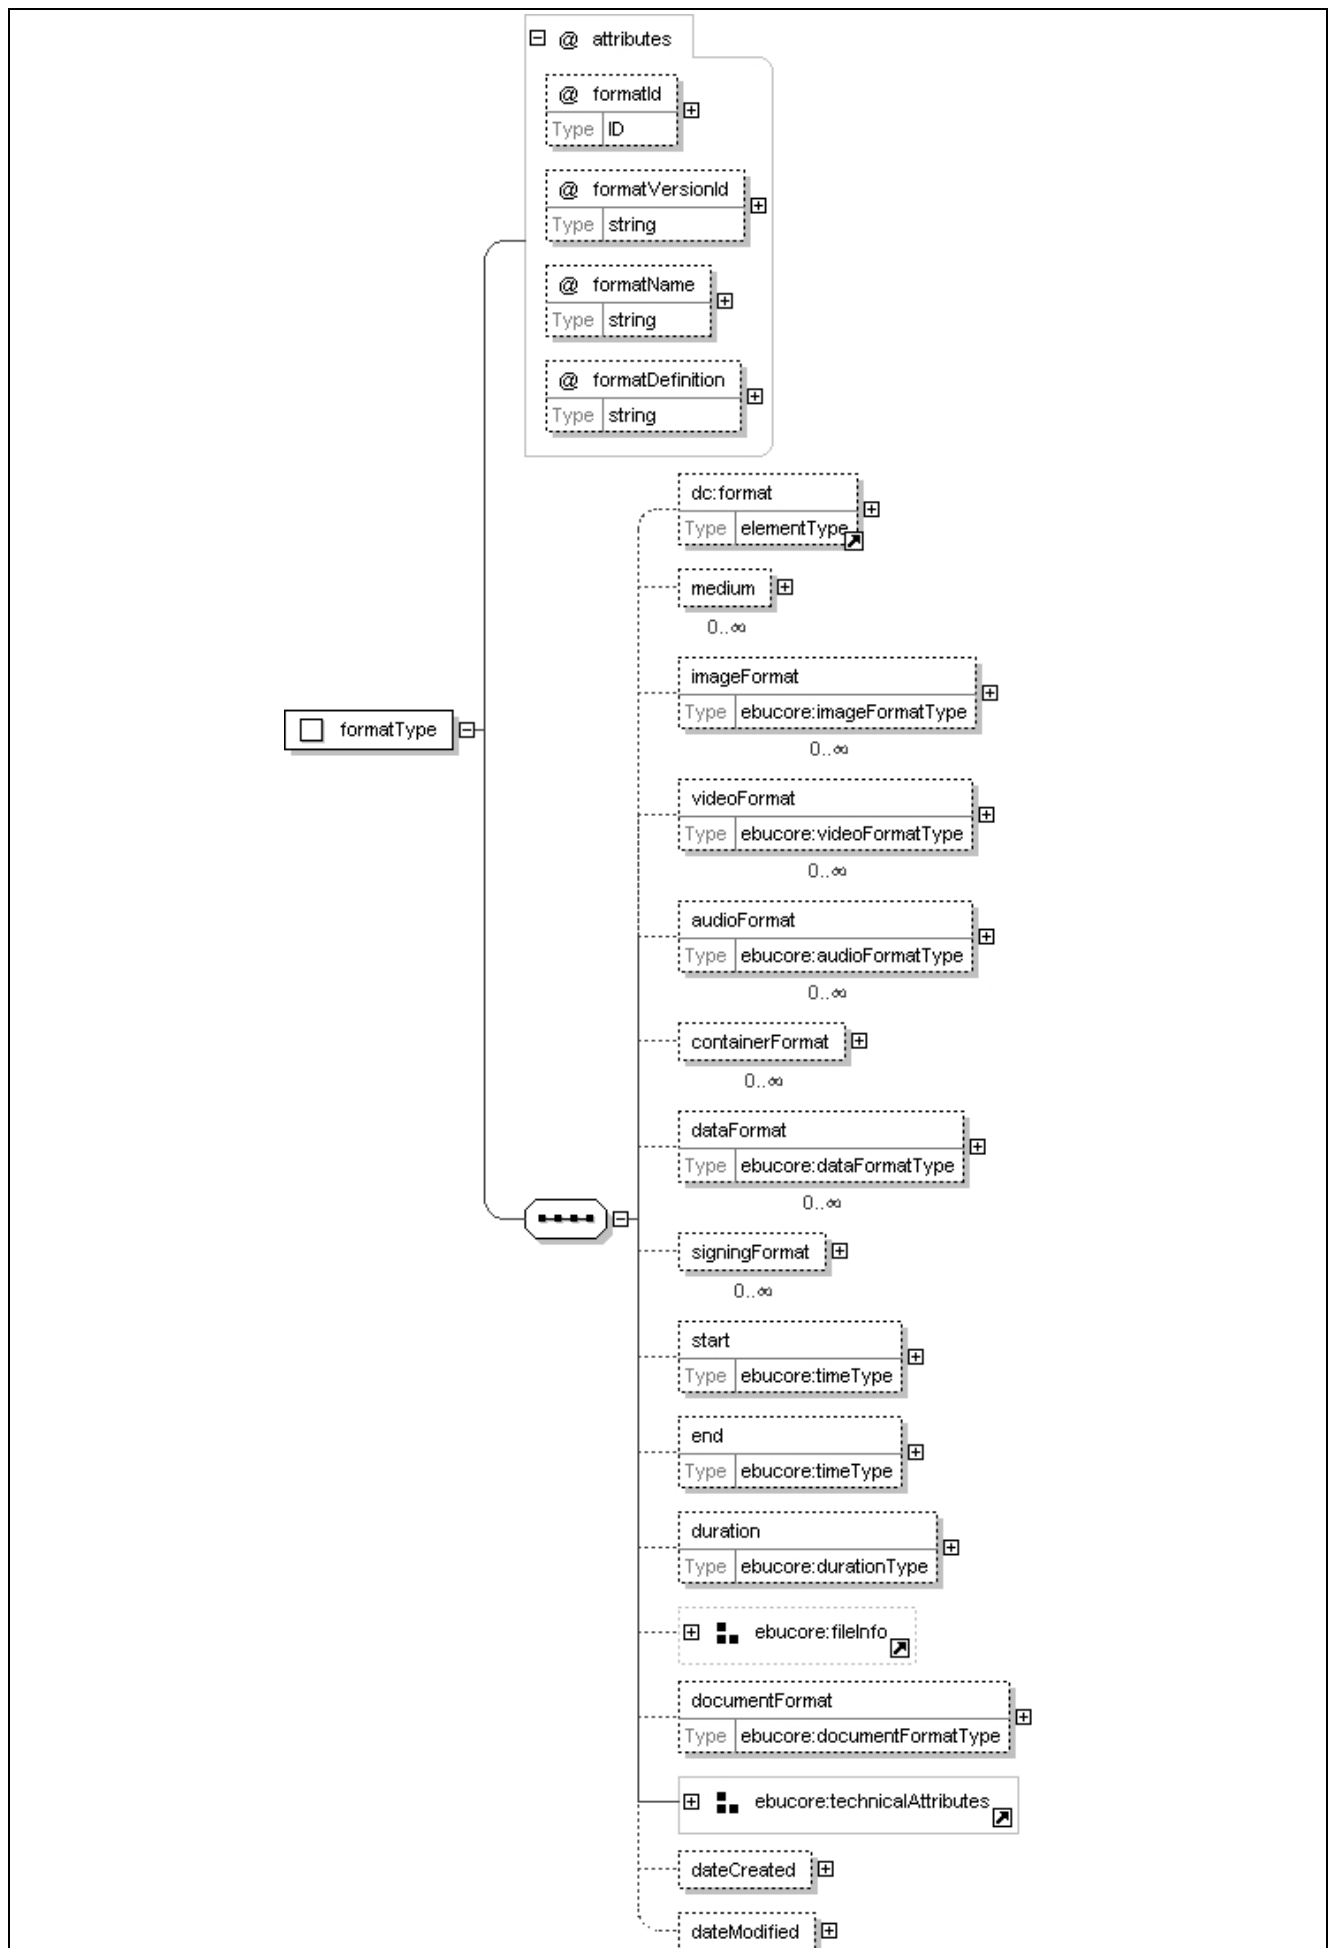 @ attributes
@ formatId
Type ID
@ formatVersionId
Type string
@ formatName
Type string
@ formatDefinition
Type string
dc:format
Type elementType
medium
0..∞
imageFormat
Type ebucore:imageFormatType
0..∞
formatType
videoFormat
Type ebucore:videoFormatType
0..∞
audioFormat
Type ebucore:audioFormatType
0..∞
containerFormat
0..∞
dataFormat
Type ebucore:dataFormatType
0..∞
signingFormat
0..∞
start
Type ebucore:timeType
end
Type ebucore:timeType
duration
Type ebucore:durationType
ebucore:fileInfo
documentFormat
Type ebucore:documentFormatType
ebucore:technicalAttributes
dateCreated
dateModified